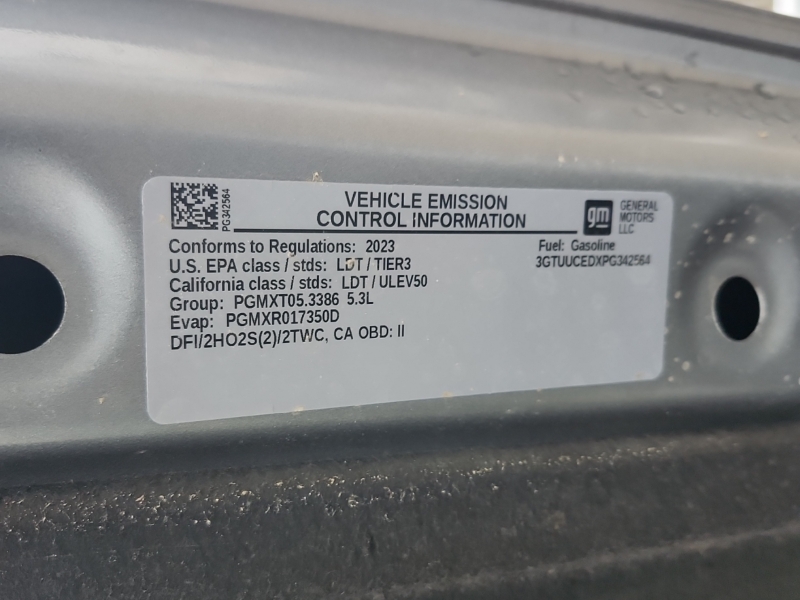 PG342564
VEHICLE EMISSION
CONTROL INFORMATION
gm
GENERAL
MOTORS
LLC
Conforms to Regulations: 2023
Fuel: Gasoline
U.S. EPA class / stds: LDT / TIER3
3GTUUCEDXPG342564
California class / stds: LDT / ULEV50
Group: PGMXT05.3386 5.3L
Evap: PGMXR017350D
DFI/2HO2S(2)/2TWC, CA OBD: II